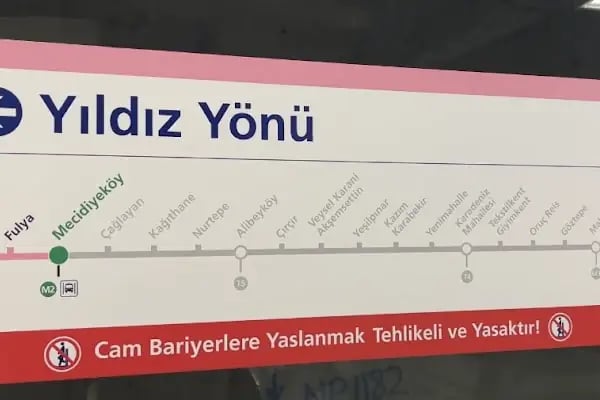 Yıldız Yönü
Fulya
Mecidiyeköy
Çağlayan
Kağıthane
Nurtepe
Alibeyköy
Çırçır
Veysel Karani
Akşemsettin
Yeşilpınar
Kazım
Karabekir
Yenimahalle
Karadeniz
Mahallesi
Tekstilkent
Giyimkent
Oruç Reis
Göztepe
M2
T5
T4
Cam Bariyerlere Yaslanmak Tehlikeli ve Yasaktır!